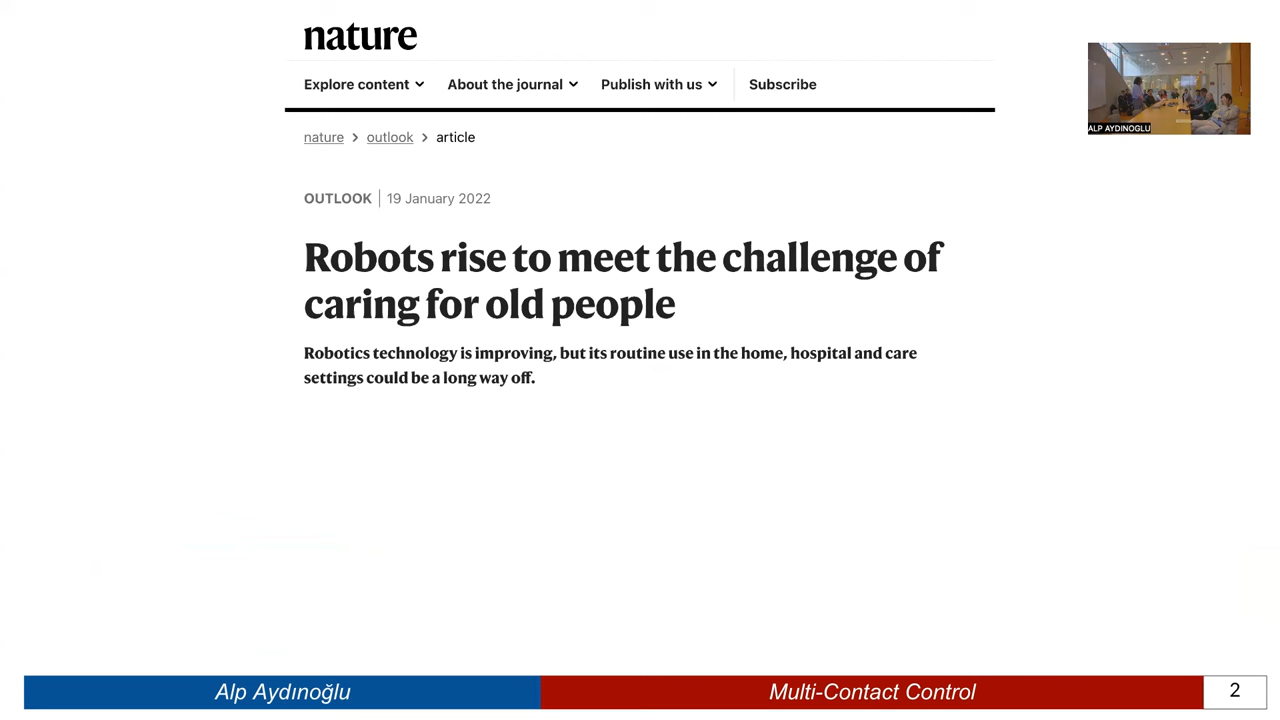 nature
Explore content About the journal Publish with us Subscribe
ALP AYDINOGLU
nature > outlook > article
OUTLOOK | 19 January 2022
Robots rise to meet the challenge of
caring for old people
Robotics technology is improving, but its routine use in the home, hospital and care
settings could be a long way off.
Alp Aydınoğlu Multi-Contact Control 2